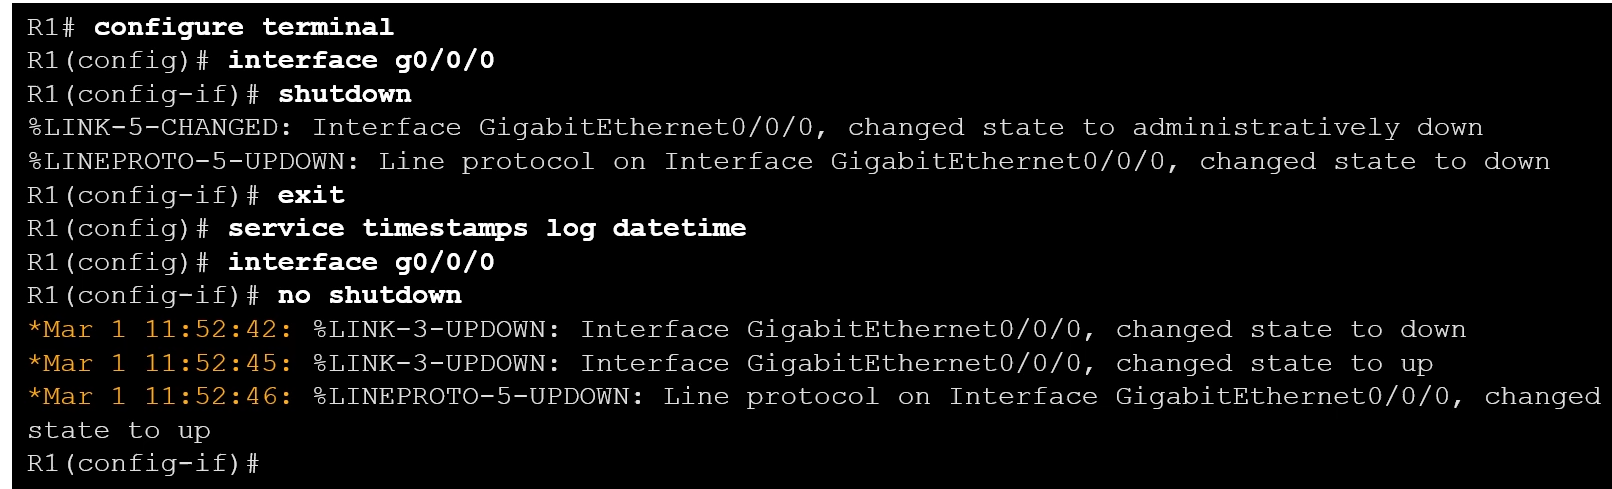 R1# configure terminal
R1(config)# interface g0/0/0
R1(config-if)# shutdown
%LINK-5-CHANGED: Interface GigabitEthernet0/0/0, changed state to administratively down
%LINEPROTO-5-UPDOWN: Line protocol on Interface GigabitEthernet0/0/0, changed state to down
R1(config-if)# exit
R1(config)# service timestamps log datetime
R1(config)# interface g0/0/0
R1(config-if)# no shutdown
*Mar 1 11:52:42: %LINK-3-UPDOWN: Interface GigabitEthernet0/0/0, changed state to down
*Mar 1 11:52:45: %LINK-3-UPDOWN: Interface GigabitEthernet0/0/0, changed state to up
*Mar 1 11:52:46: %LINEPROTO-5-UPDOWN: Line protocol on Interface GigabitEthernet0/0/0, changed
state to up
R1(config-if)#